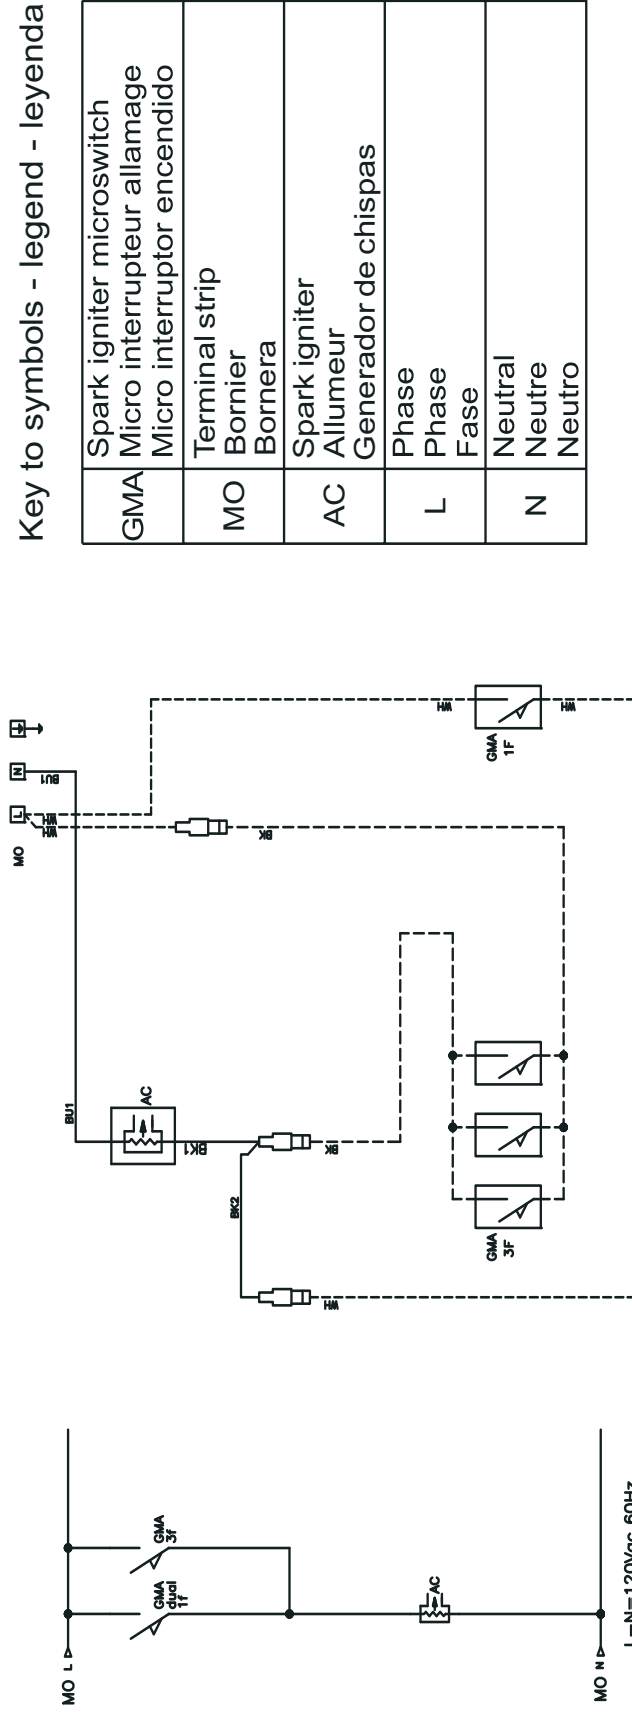 Key to symbols - legend - leyenda
GMA
Spark igniter microswitch
Micro interrupteur allamage
Micro interruptor encendido
MO
Terminal strip
Bornier
Bornera
AC
Spark igniter
Allumeur
Generador de chispas
L
Phase
Phase
Fase
N
Neutral
Neutre
Neutro
MO
L
N
WH
WH
BU1
BK
WH
WH
GMA
1F
BU1
AC
BK1
BK2
BK
WH
GMA
3F
MO L
GMA
dual
1f
GMA
3f
AC
MO N
L-N=120Vac 60Hz